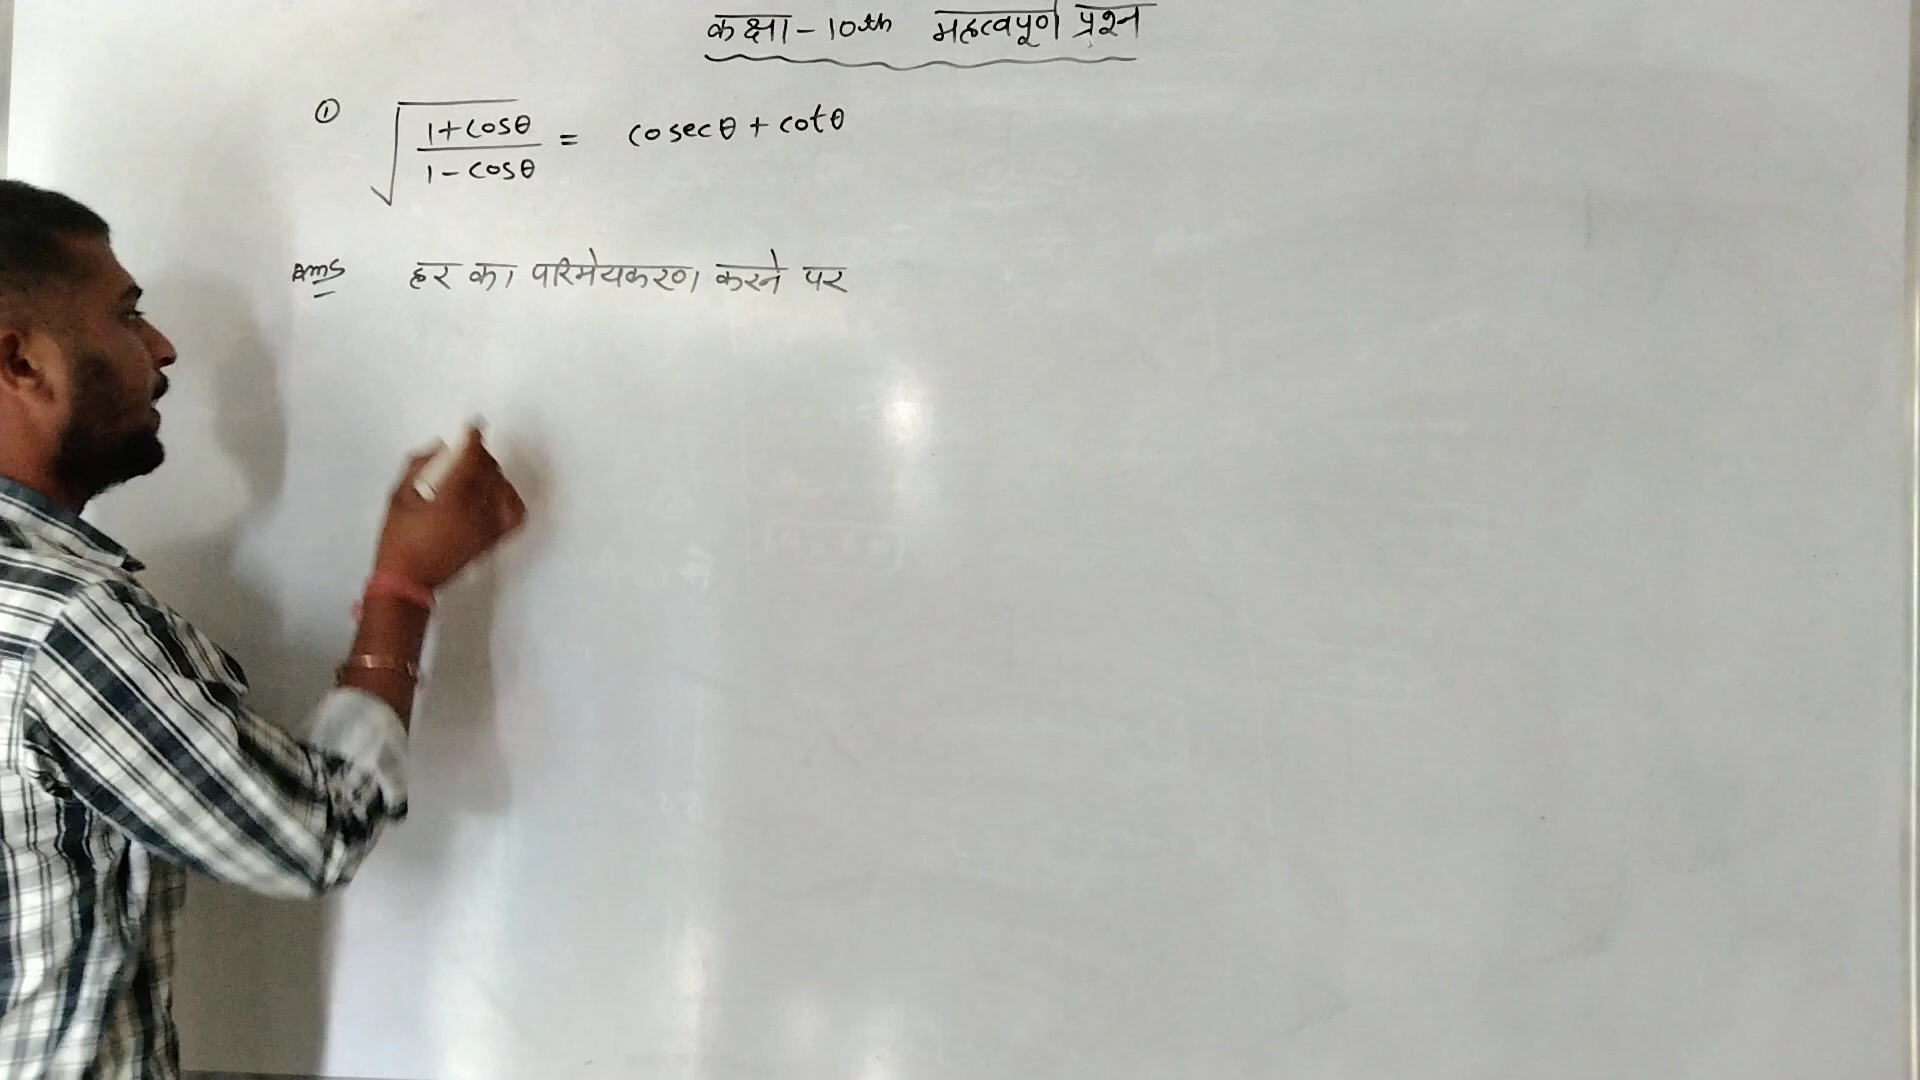 कक्षा - 10th महत्वपूर्ण प्रश्न
① √((1+cosθ)/(1-cosθ)) = cosecθ + cotθ
Ans हर का परिमेयकरण करने पर